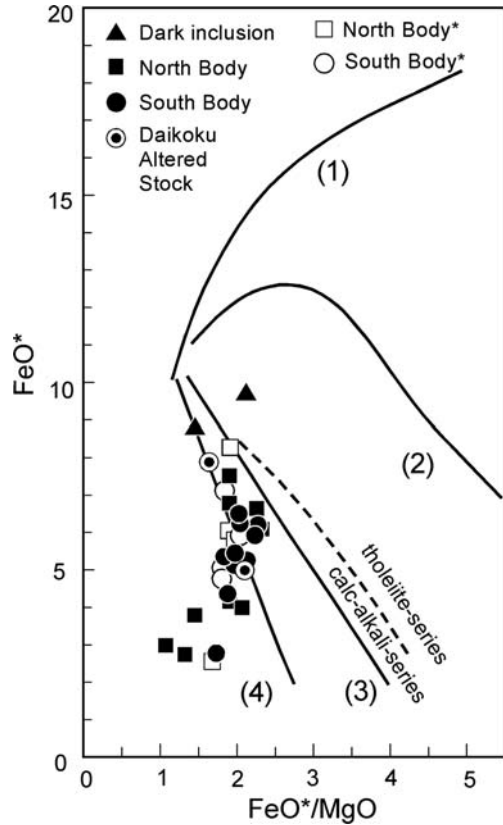 20
15
10
5
0
FeO*
Dark inclusion
North Body
South Body
Daikoku
Altered
Stock
North Body*
South Body*
(1)
(2)
tholeiite-series
calc-alkali-series
(3)
(4)
0 1 2 3 4 5
FeO*/MgO